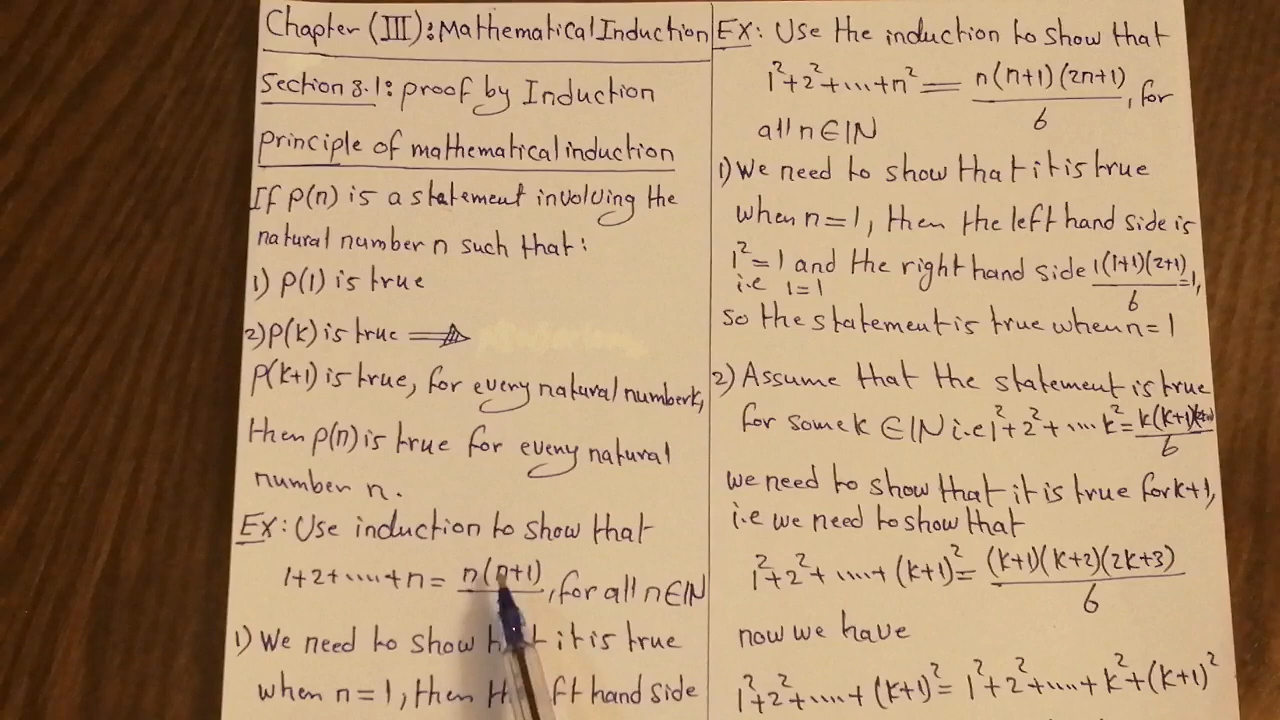 Chapter (III): Mathematical Induction
Section 3.1: proof by Induction
principle of mathematical induction
If P(n) is a statement involving the
natural number n such that:
1) P(1) is true
2) P(k) is true ⟹
P(k+1) is true, for every natural number k,
then P(n) is true for every natural
number n.
EX: Use induction to show that
1+2+.....+n = n(n+1) , for all n∈ℕ
1) We need to show that it is true
when n=1, then the left hand side
EX: Use the induction to show that
1²+2²+...+n² = n(n+1)(2n+1)/6, for
all n∈ℕ
1) We need to show that it is true
when n=1, then the left hand side is
1²=1 and the right hand side 1(1+1)(2+1)/6 =1,
i.e 1=1
so the statement is true when n=1
2) Assume that the statement is true
for some k∈ℕ i.e 1²+2²+....k² = k(k+1)/6
we need to show that it is true for k+1,
i.e we need to show that
1²+2²+....+(k+1)² = (k+1)(k+2)(2k+3)/6
now we have
1²+2²+....+(k+1)² = 1²+2²+....+k²+(k+1)²